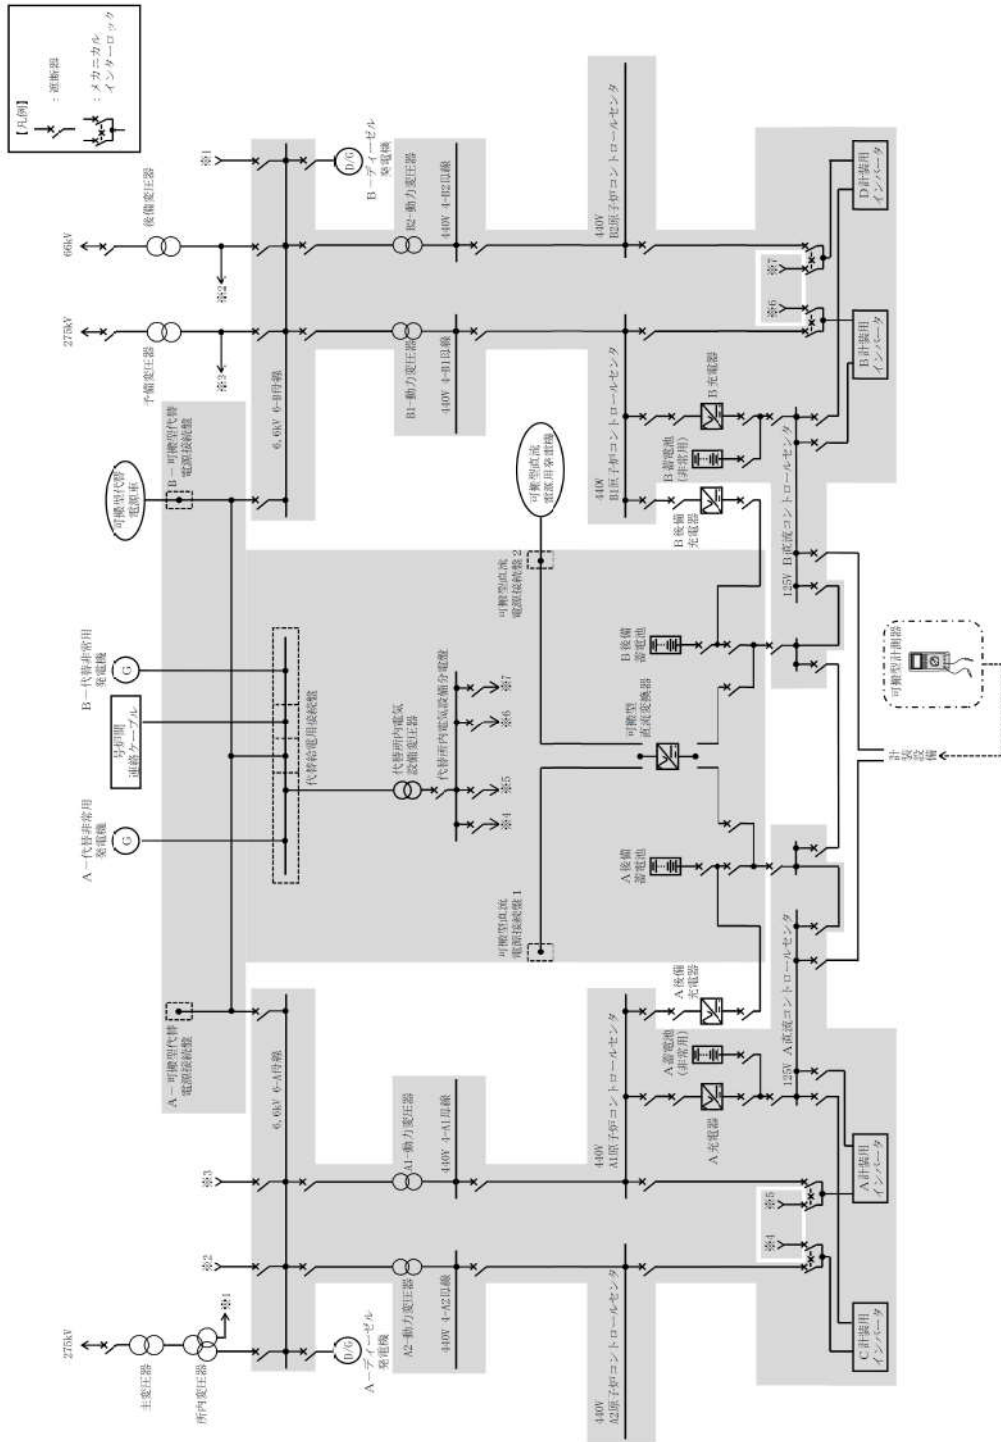 【凡例】
：遮断器
：メカニカル
インターロック
275kV
主変圧器
所内変圧器
※1
※2
※3
A－ディーゼル
発電機
D/G
6.6kV 6-A母線
A2-動力変圧器
440V 4-A2母線
A1-動力変圧器
440V 4-A1母線
440V
A2原子炉コントロールセンタ
440V
A1原子炉コントロールセンタ
※4
※5
C計装用
インバータ
A計装用
インバータ
A充電器
A蓄電池
(非常用)
A後備
充電器
125V A直流コントロールセンタ
A－可搬型代替
電源接続盤
A－代替非常用
発電機
G
号炉間
連絡ケーブル
B－代替非常用
発電機
G
代替給電用接続盤
代替所内電気
設備変圧器
代替所内電気設備分電盤
※4
※5
※6
※7
可搬型直流
電源接続盤1
可搬型直流
電源接続盤2
A後備
蓄電池
可搬型
直流変換器
B後備
蓄電池
可搬型直流
電源用発電機
計装
設備
可搬型計測器
可搬型代替
電源車
B－可搬型代替
電源接続盤
275kV
予備変圧器
※3
66kV
後備変圧器
※2
※1
6.6kV 6-B母線
D/G
B－ディーゼル
発電機
B1-動力変圧器
440V 4-B1母線
B2-動力変圧器
440V 4-B2母線
440V
B1原子炉コントロールセンタ
440V
B2原子炉コントロールセンタ
B後備
充電器
B蓄電池
(非常用)
B充電器
125V B直流コントロールセンタ
※6
※7
B計装用
インバータ
D計装用
インバータ